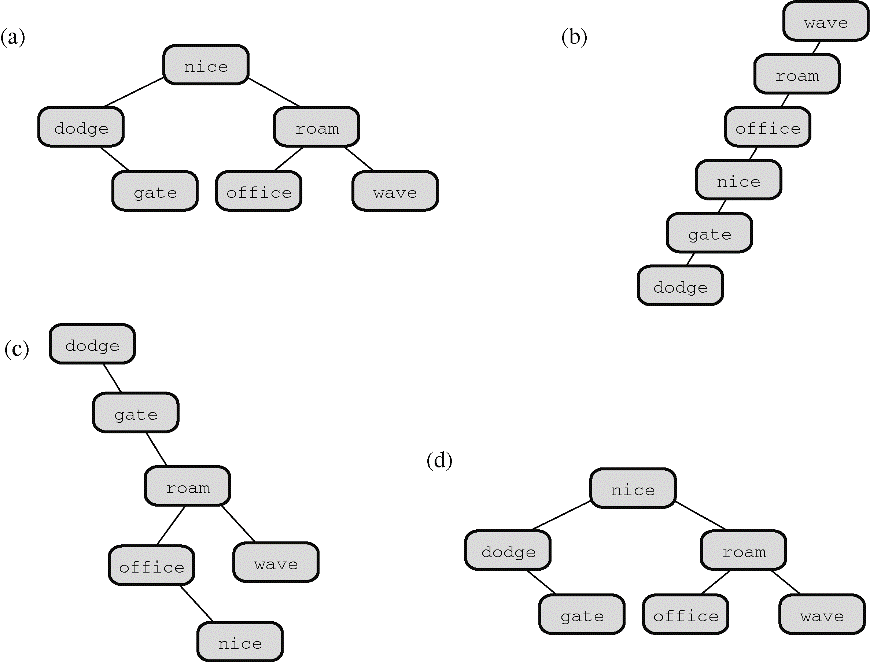 (a)
nice
dodge
roam
gate
office
wave
(b)
wave
roam
office
nice
gate
dodge
(c)
dodge
gate
roam
office
wave
nice
(d)
nice
dodge
roam
gate
office
wave